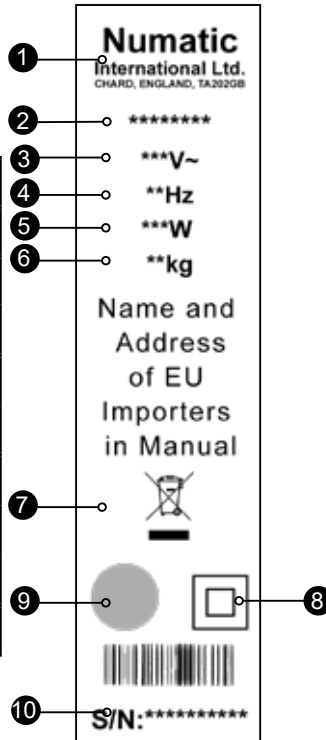 1 Numatic
International Ltd.
CHARD, ENGLAND, TA202GB
2 ********
3 ***V~
4 **Hz
5 ***W
6 **kg
Name and
Address
of EU
Importers
in Manual
7
9 8
10 S/N:**********